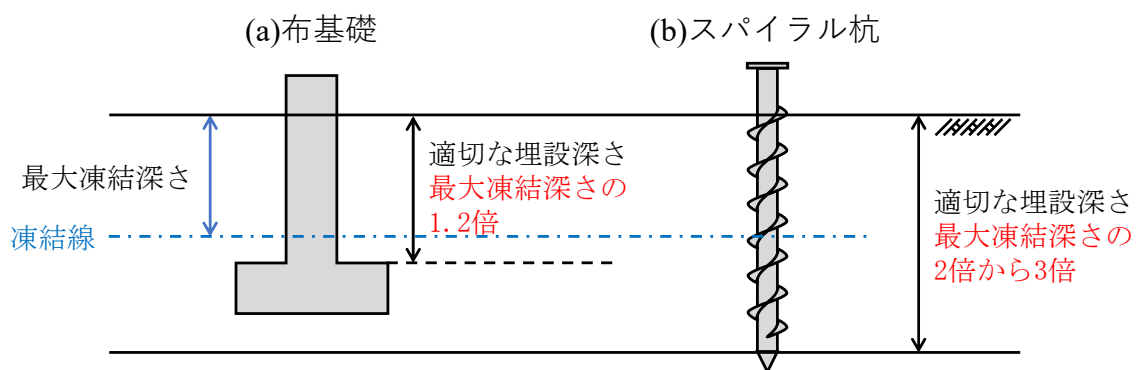 (a)布基礎
(b)スパイラル杭
最大凍結深さ
凍結線
適切な埋設深さ
最大凍結深さの
1.2倍
適切な埋設深さ
最大凍結深さの
2倍から3倍